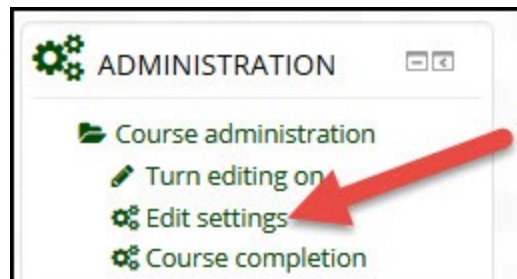 ADMINISTRATION
Course administration
Turn editing on
Edit settings
Course completion